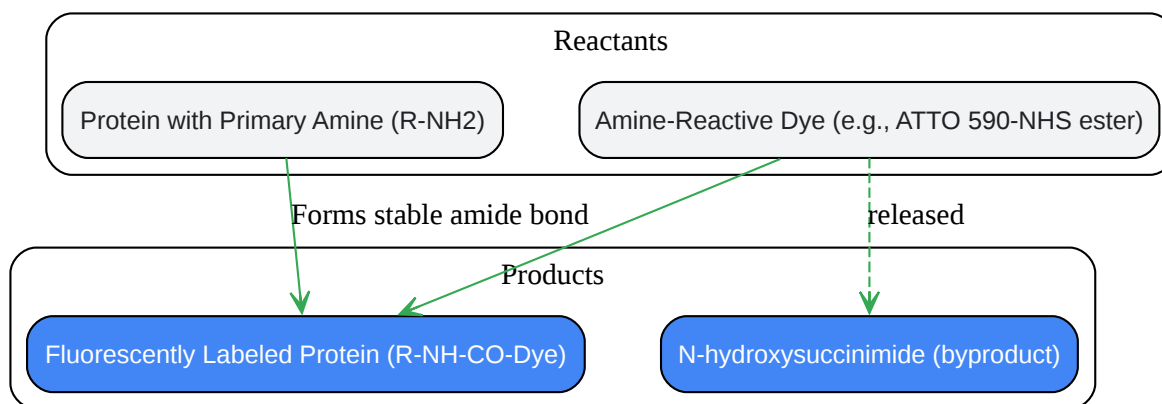 Reactants
Protein with Primary Amine (R-NH2)
Amine-Reactive Dye (e.g., ATTO 590-NHS ester)
Forms stable amide bond
released
Products
Fluorescently Labeled Protein (R-NH-CO-Dye)
N-hydroxysuccinimide (byproduct)